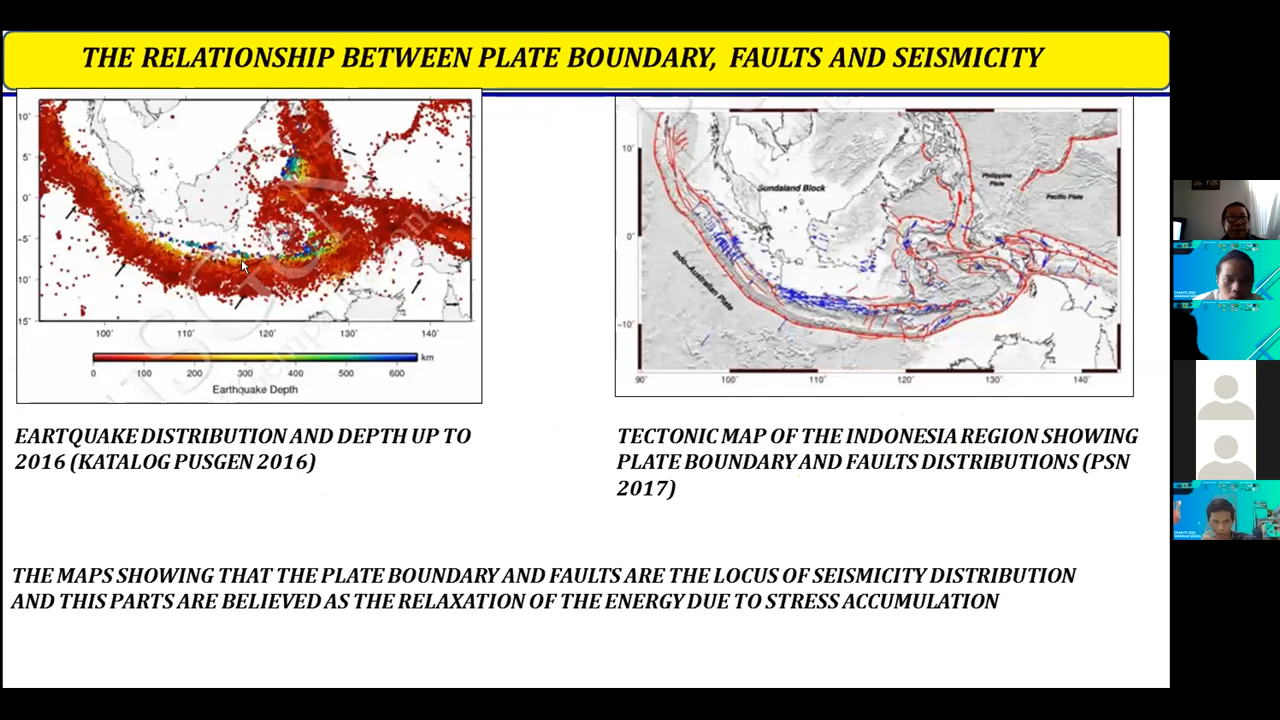 THE RELATIONSHIP BETWEEN PLATE BOUNDARY, FAULTS AND SEISMICITY
10°
5°
0°
−5°
10°
15°
100°
110°
120°
130°
140°
km
0
100
200
300
400
500
600
Earthquake Depth
10°
0°
−10°
90°
100°
110°
120°
130°
140°
Sundaland Block
Philippine
Plate
Pacific Plate
Indo-Australian Plate
EARTQUAKE DISTRIBUTION AND DEPTH UP TO
2016 (KATALOG PUSGEN 2016)
TECTONIC MAP OF THE INDONESIA REGION SHOWING
PLATE BOUNDARY AND FAULTS DISTRIBUTIONS (PSN
2017)
THE MAPS SHOWING THAT THE PLATE BOUNDARY AND FAULTS ARE THE LOCUS OF SEISMICITY DISTRIBUTION
AND THIS PARTS ARE BELIEVED AS THE RELAXATION OF THE ENERGY DUE TO STRESS ACCUMULATION